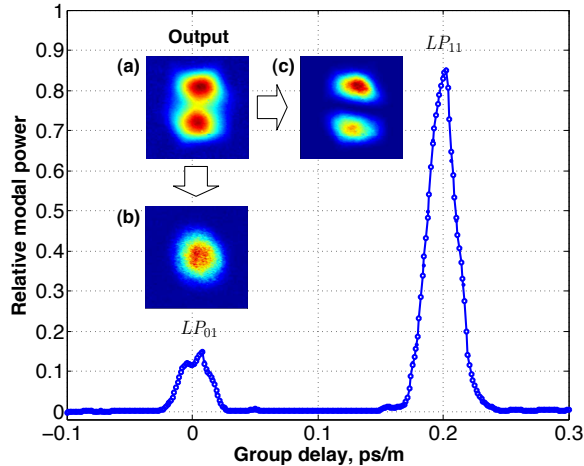 Output
LP11
(a)
(c)
(b)
LP01
1
0.9
0.8
0.7
0.6
0.5
0.4
0.3
0.2
0.1
0
Relative modal power
−0.1
0
0.1
0.2
0.3
Group delay, ps/m